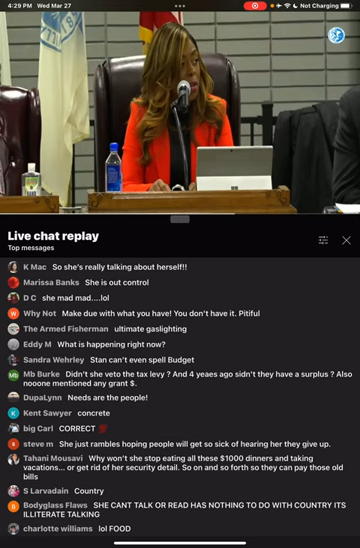 4:29 PM Wed Mar 27
Not Charging
Live chat replay
Top messages
K Mac So she's really talking about herself!!
Marissa Banks She is out control
D C she mad mad....lol
W Why Not Make due with what you have! You don't have it. Pitiful
The Armed Fisherman ultimate gaslighting
Eddy M What is happening right now?
Sandra Wehrley Stan can't even spell Budget
Mb Mb Burke Didn't she veto the tax levy ? And 4 yeaes ago sidn't they have a surplus ? Also
nooone mentioned any grant $.
DupaLynn Needs are the people!
K Kent Sawyer concrete
big Carl CORRECT 💯
s steve m She just rambles hoping people will get so sick of hearing her they give up.
Tahani Mousavi Why won't she stop eating all these $1000 dinners and taking
vacations... or get rid of her security detail. So on and so forth so they can pay those old
bills
S Larvadain Country
B Bodyglass Flaws SHE CANT TALK OR READ HAS NOTHING TO DO WITH COUNTRY ITS
ILLITERATE TALKING
charlotte williams lol FOOD